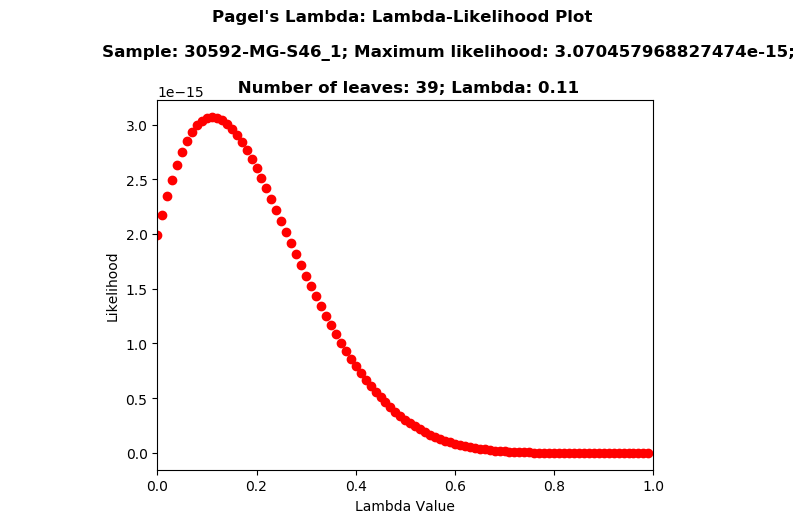 Pagel's Lambda: Lambda-Likelihood Plot
Sample: 30592-MG-S46_1; Maximum likelihood: 3.070457968827474e-15;
Number of leaves: 39; Lambda: 0.11
1e−15
3.0
2.5
2.0
1.5
1.0
0.5
0.0
Likelihood
0.0 0.2 0.4 0.6 0.8 1.0
Lambda Value